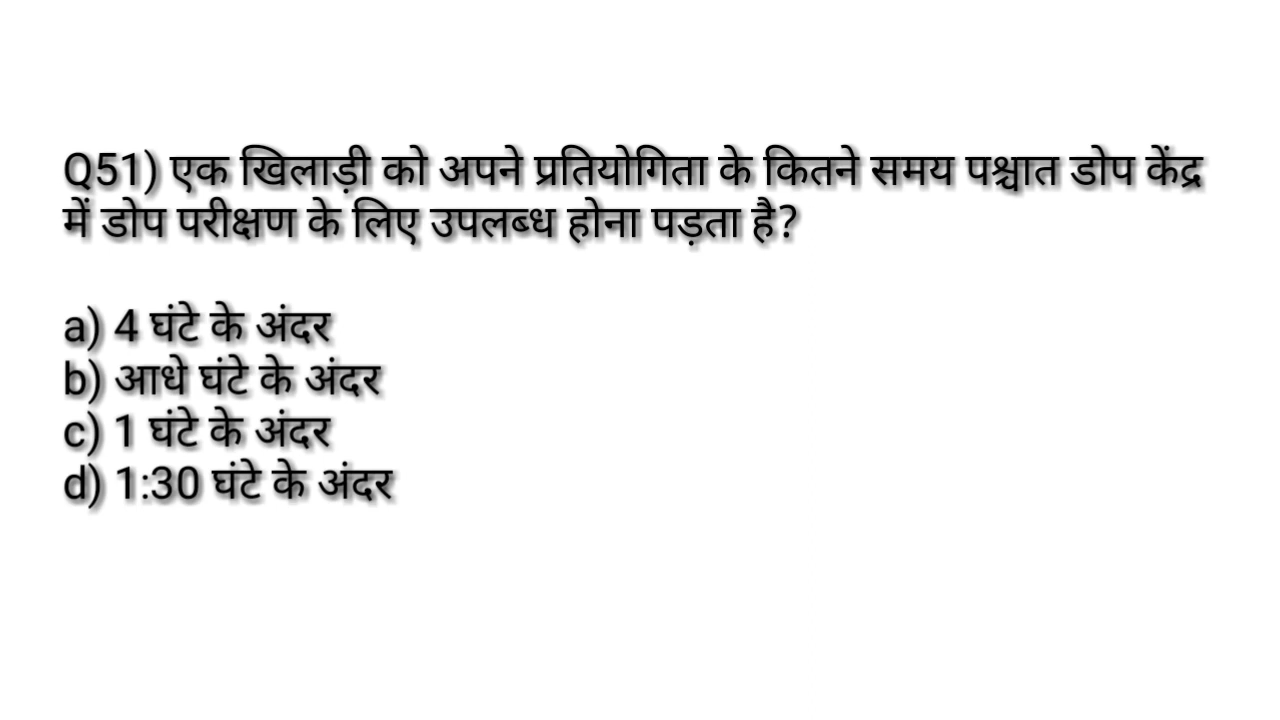 Q51) एक खिलाड़ी को अपने प्रतियोगिता के कितने समय पश्चात डोप केंद्र
में डोप परीक्षण के लिए उपलब्ध होना पड़ता है?
a) 4 घंटे के अंदर
b) आधे घंटे के अंदर
c) 1 घंटे के अंदर
d) 1:30 घंटे के अंदर